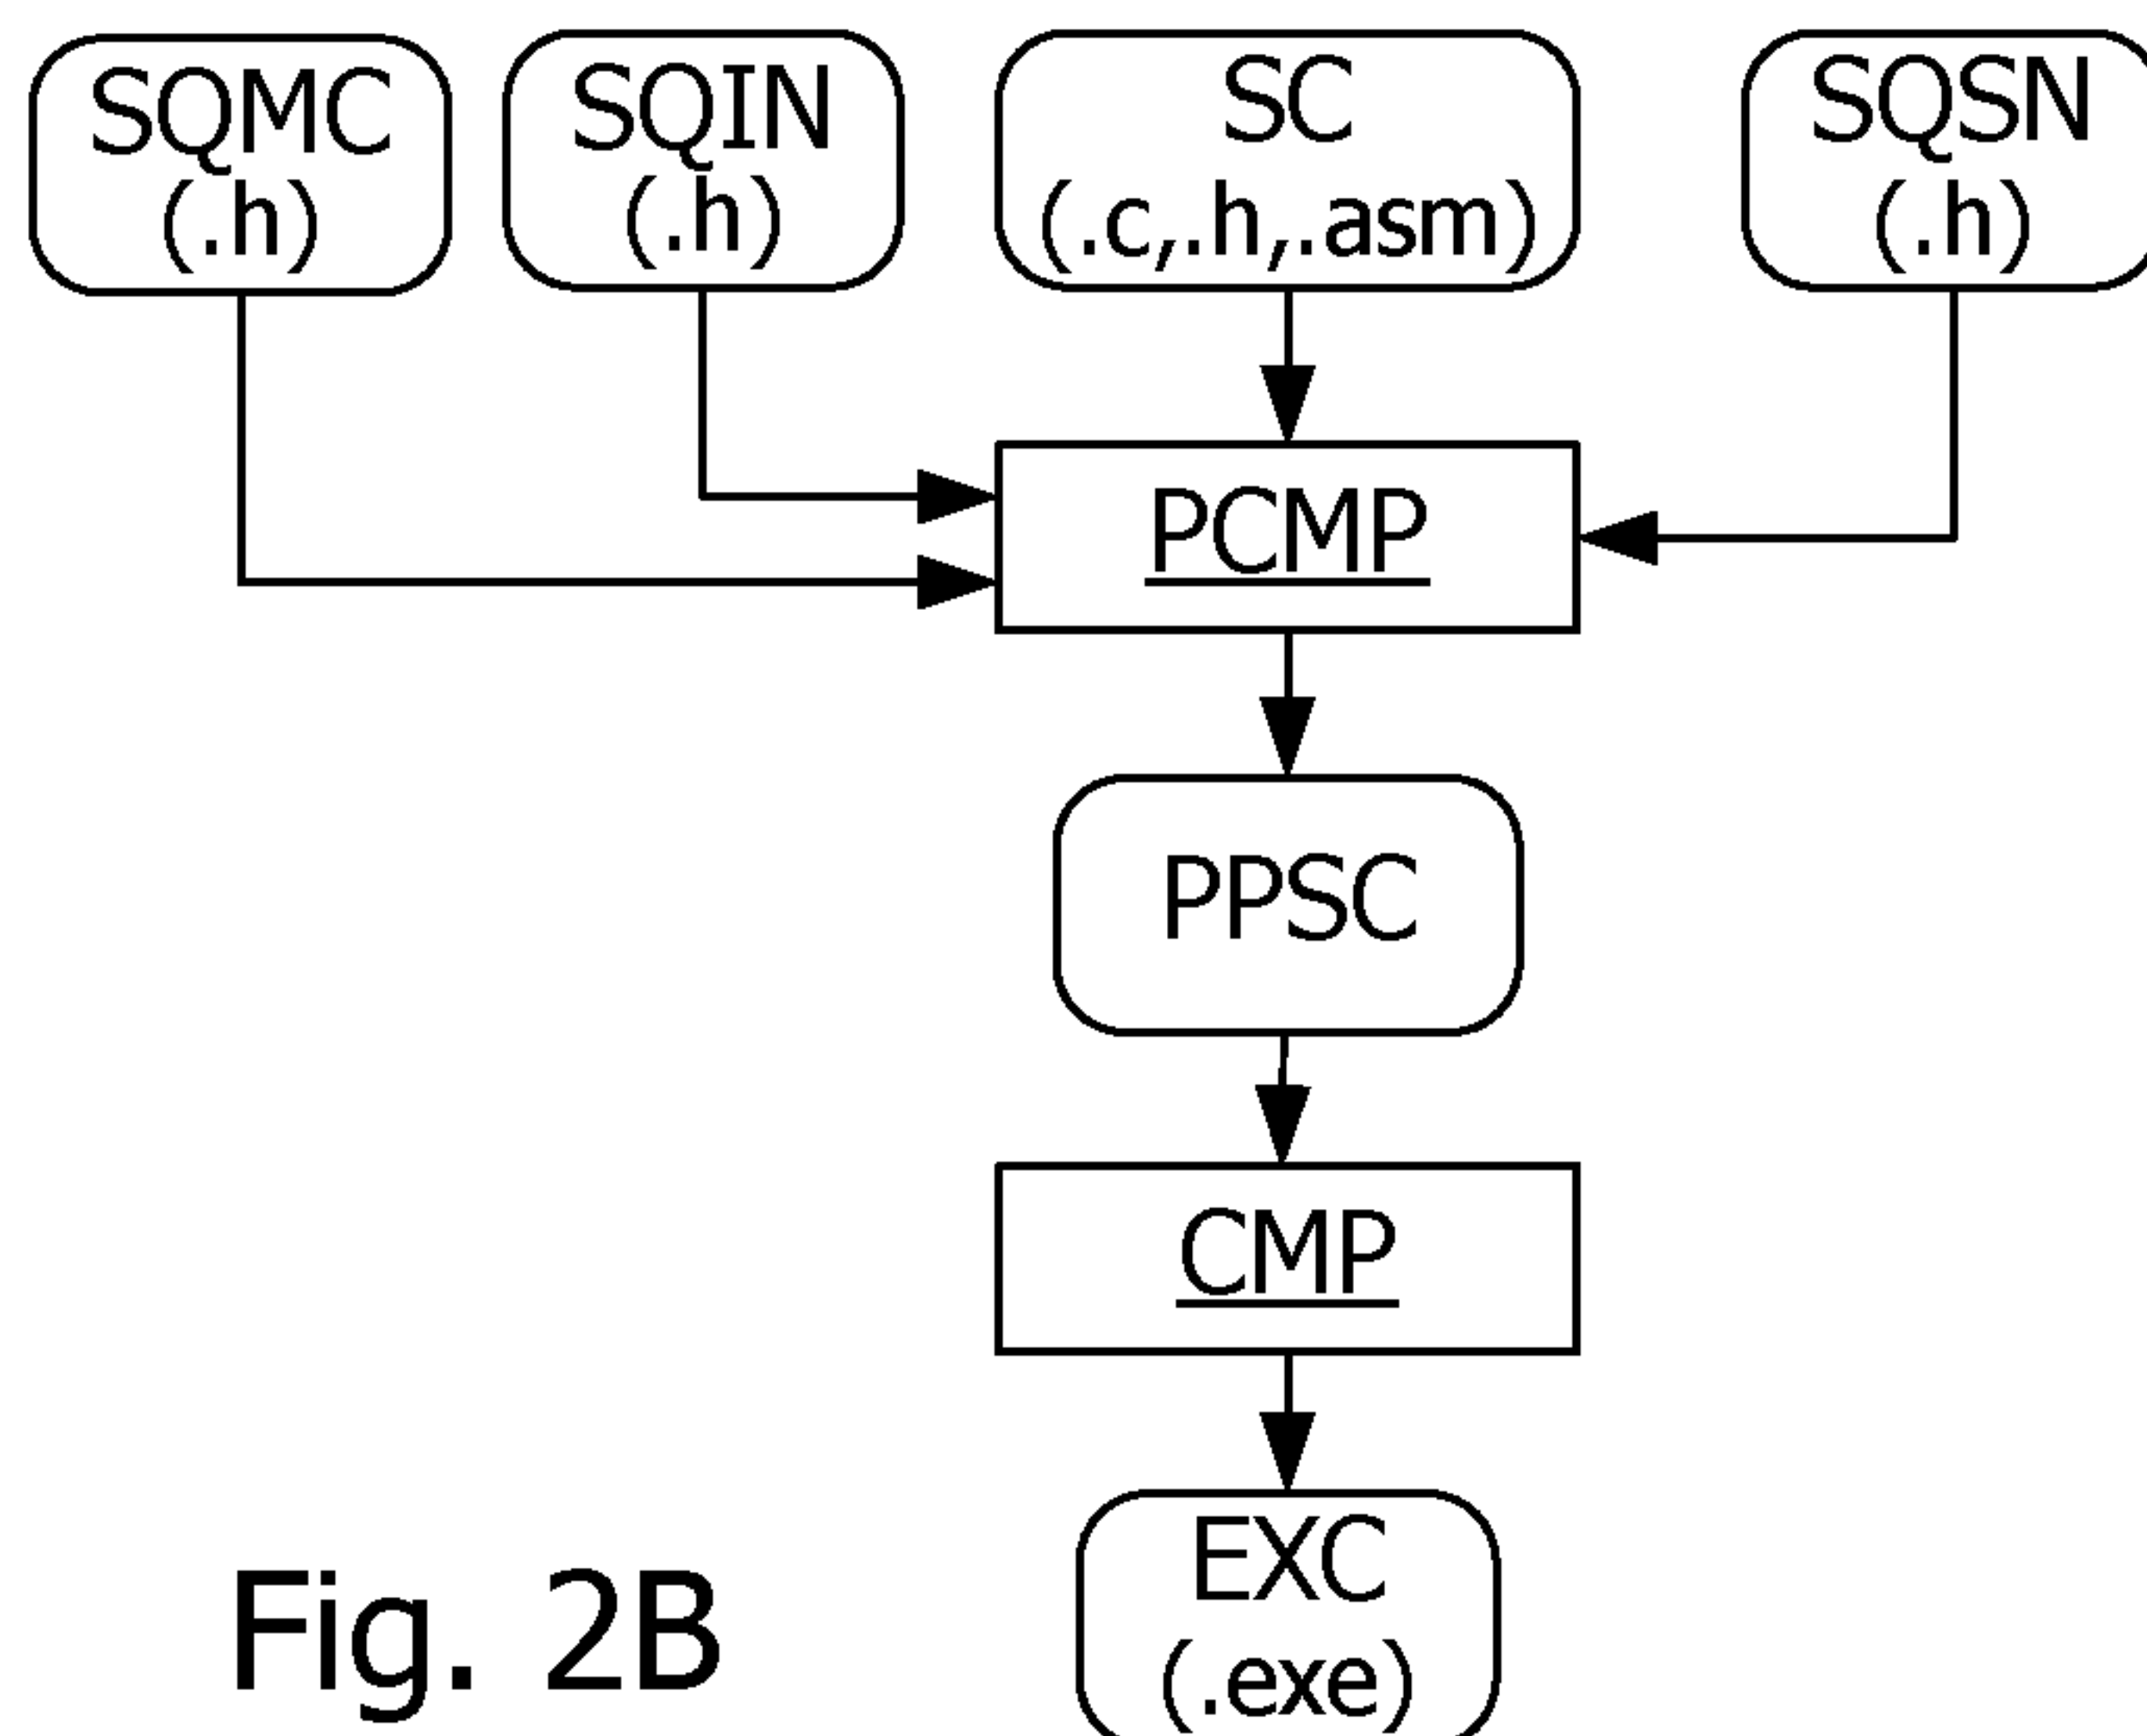 SQMC
(.h)
SQIN
(.h)
SC
(.c,.h,.asm)
SQSN
(.h)
PCMP
PPSC
CMP
EXC
(.exe)
Fig. 2B